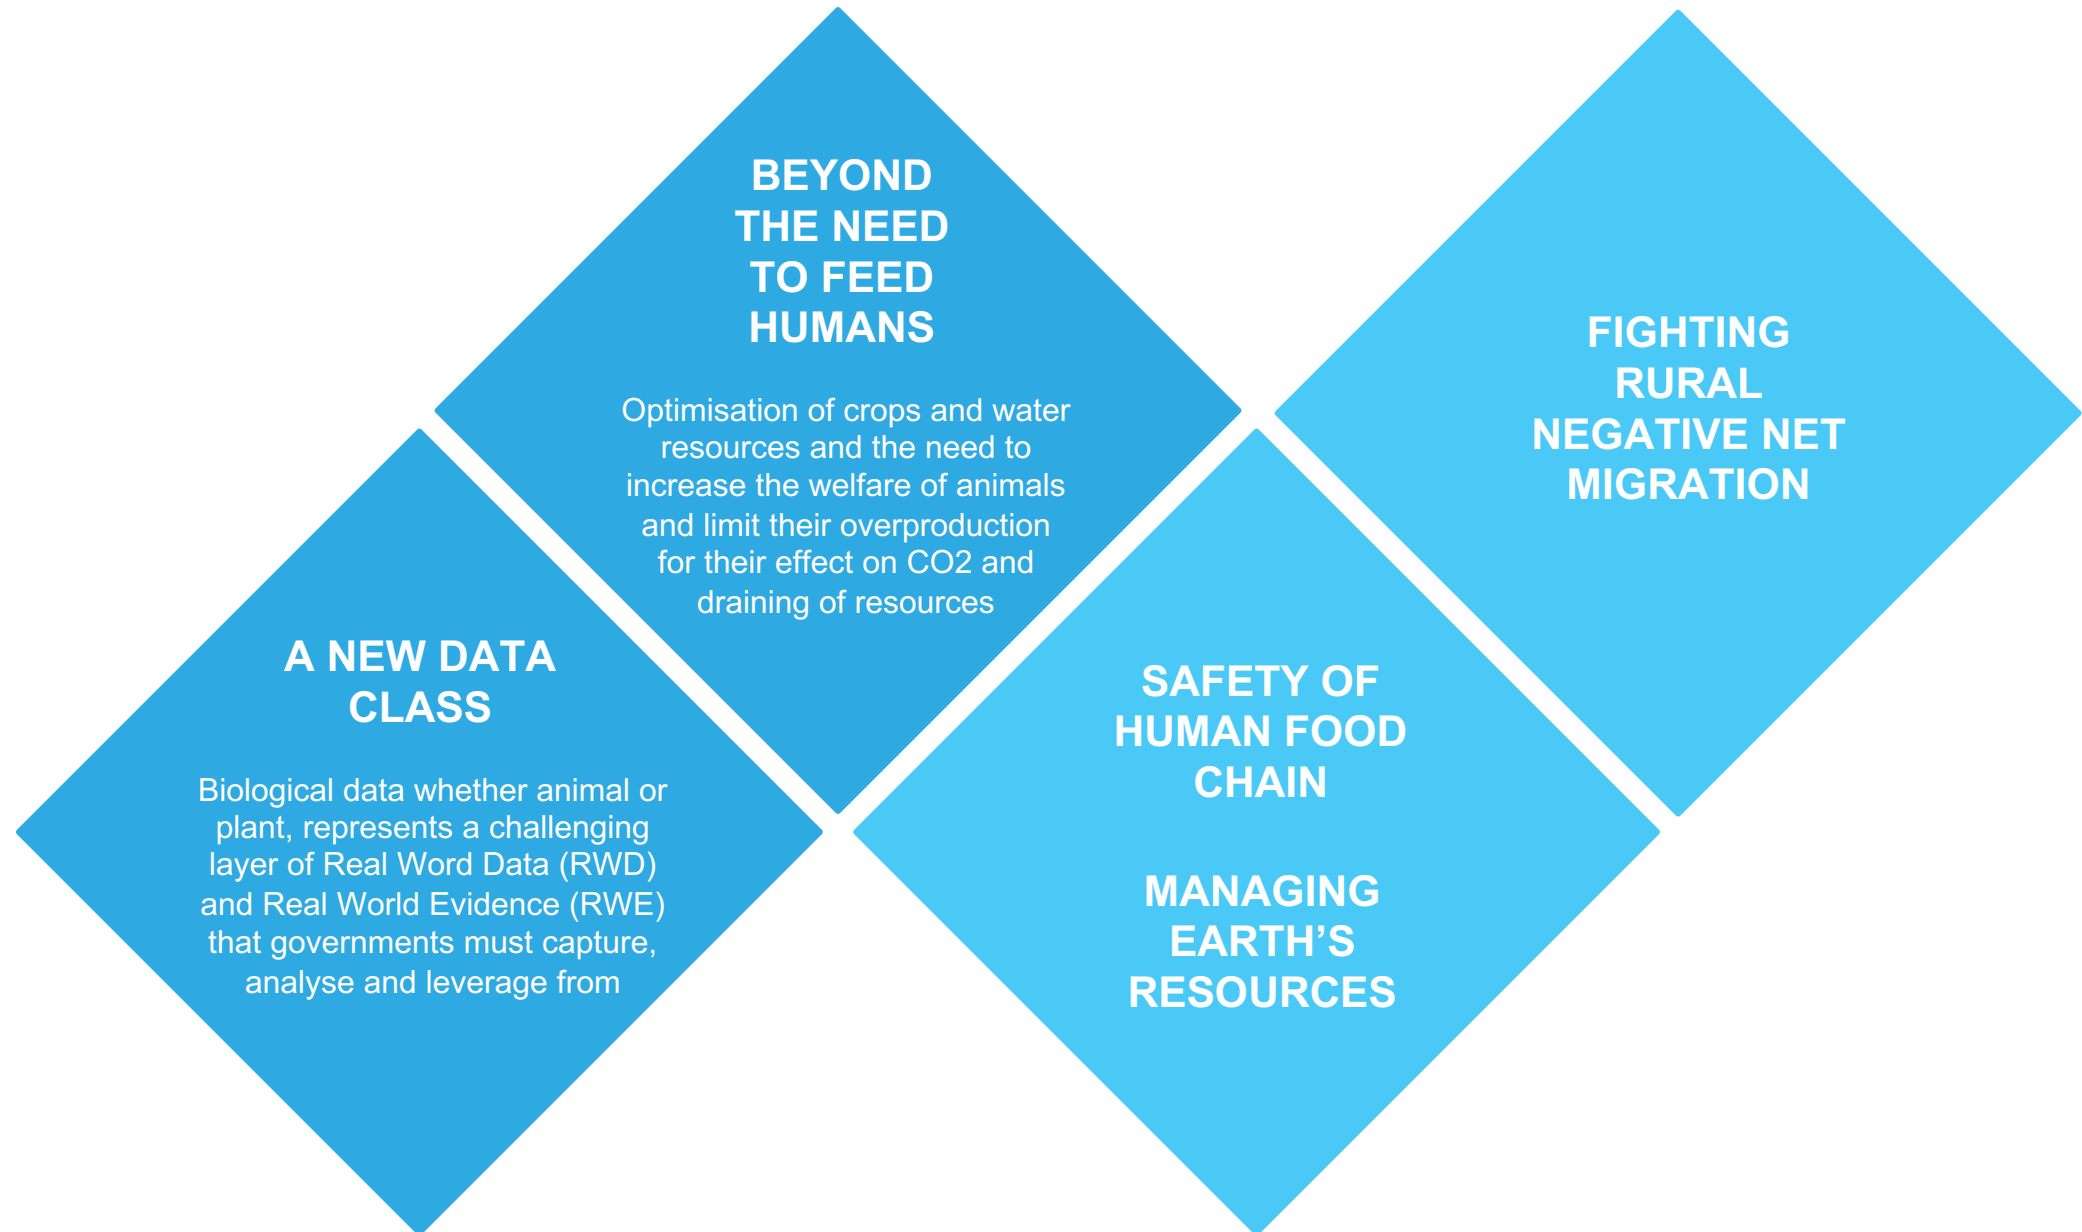 BEYOND
THE NEED
TO FEED
HUMANS
Optimisation of crops and water
resources and the need to
increase the welfare of animals
and limit their overproduction
for their effect on CO2 and
draining of resources
FIGHTING
RURAL
NEGATIVE NET
MIGRATION
A NEW DATA
CLASS
Biological data whether animal or
plant, represents a challenging
layer of Real Word Data (RWD)
and Real World Evidence (RWE)
that governments must capture,
analyse and leverage from
SAFETY OF
HUMAN FOOD
CHAIN
MANAGING
EARTH’S
RESOURCES